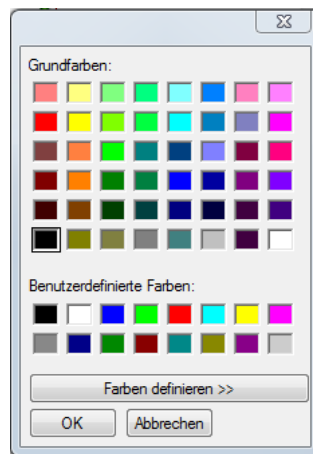 Grundfarben:
Benutzerdefinierte Farben:
Farben definieren >>
OK
Abbrechen